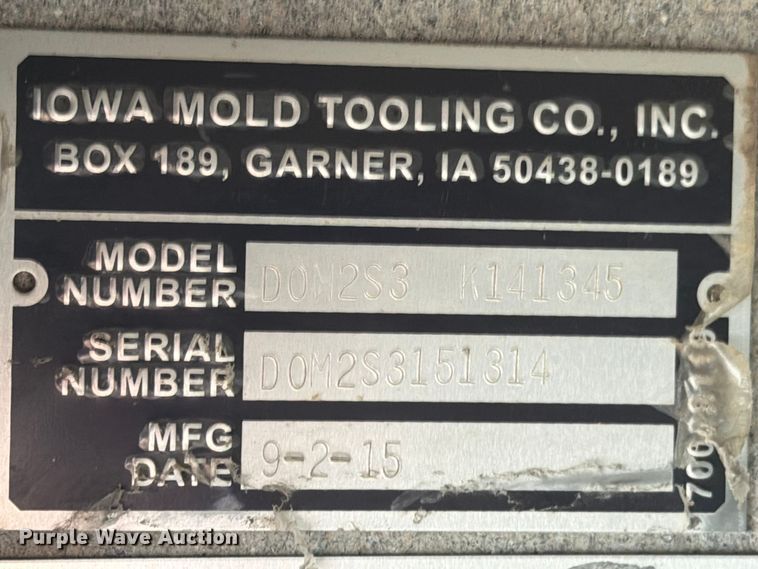 IOWA MOLD TOOLING CO., INC.
BOX 189, GARNER, IA 50438-0189
MODEL
NUMBER
DOM2S3 K141345
SERIAL
NUMBER
DOM2S3151314
MFG
DATE
9-2-15
Purple Wave Auction